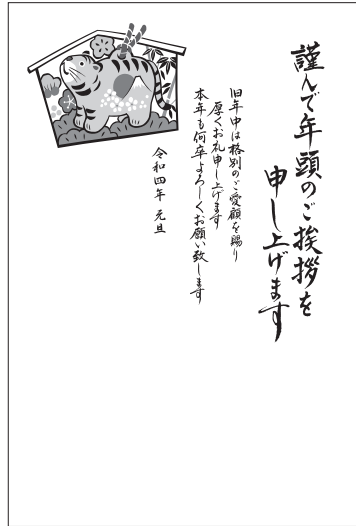 謹んで年頭のご挨拶を
申し上げます
旧年中は格別のご愛顧を賜り
厚くお礼申し上げます
本年も何卒よろしくお願い致します
令和四年 元旦